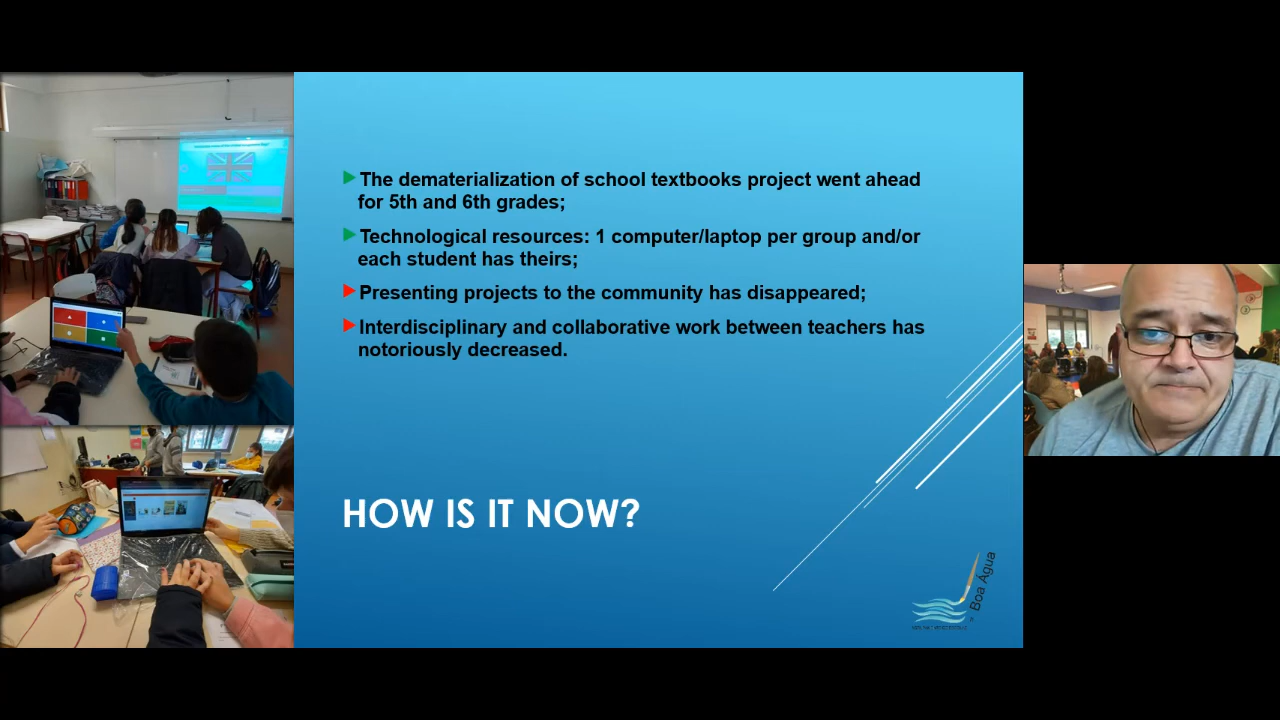 The dematerialization of school textbooks project went ahead
for 5th and 6th grades;
Technological resources: 1 computer/laptop per group and/or
each student has theirs;
Presenting projects to the community has disappeared;
Interdisciplinary and collaborative work between teachers has
notoriously decreased.
HOW IS IT NOW?
Boa Água